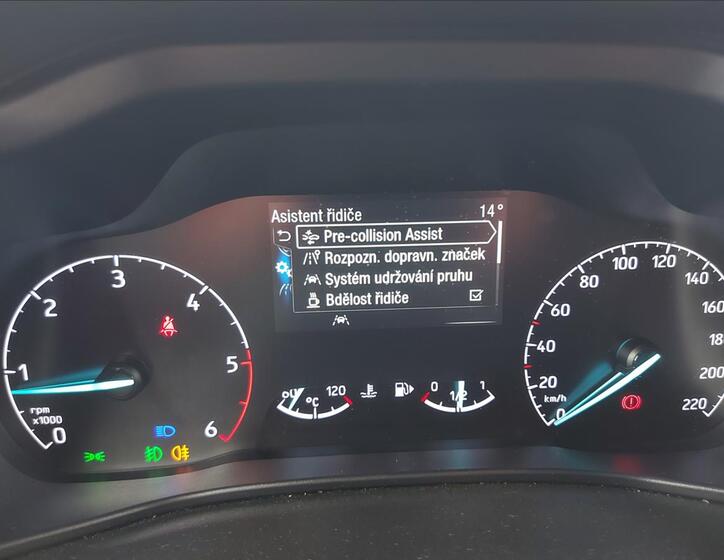 Asistent řidiče 14°
Pre-collision Assist
Rozpozn. dopravn. značek
Systém udržování pruhu
Bdělost řidiče
0 1 2 3 4 5 6
rpm
x1000
120
°C
0 1/2 1
0 20 40 60 80 100 120 140 160 18 200 220
km/h